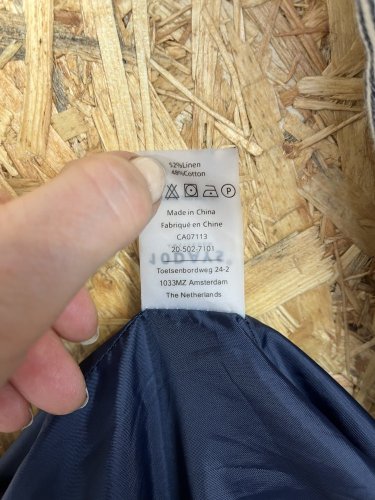 52%Linen
48%Cotton
P
Made in China
Fabriqué en Chine
CA07113
20-502-7101
10DAYS
Toetsenbordweg 24-2
1033MZ Amsterdam
The Netherlands